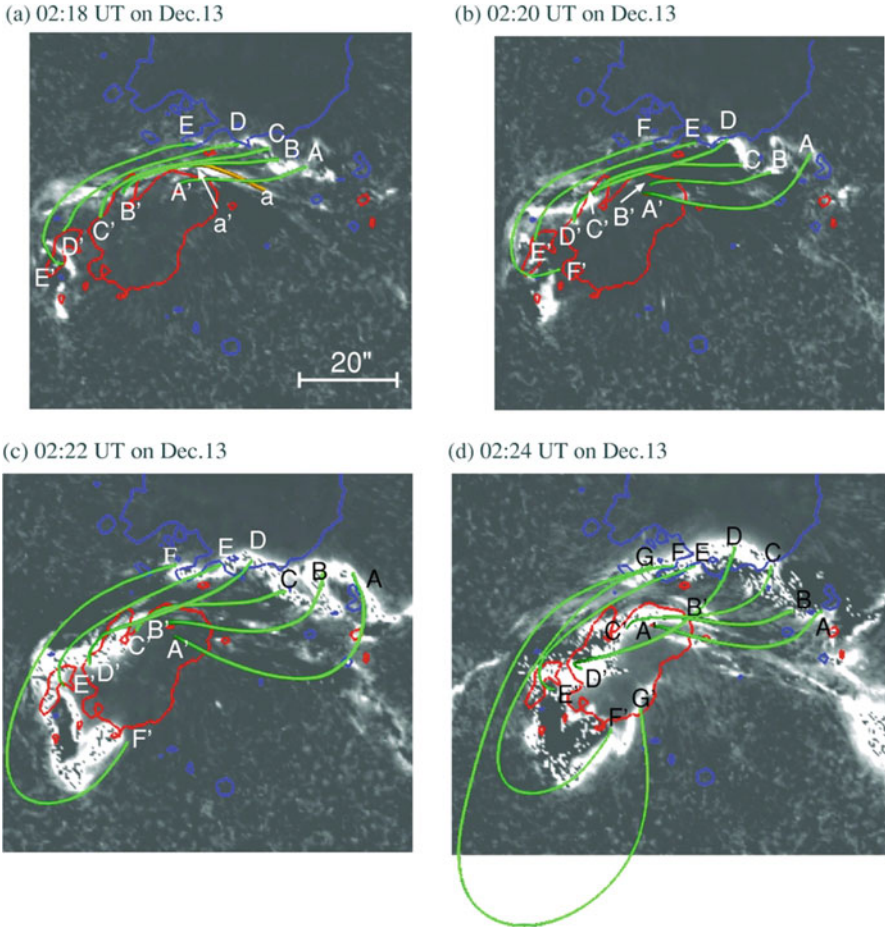 (a) 02:18 UT on Dec.13
E D C B A
A' a
B' a'
C'
D'
E'
20"
(b) 02:20 UT on Dec.13
F E D A
C B
A'
B'
C'
D'
E'
F'
(c) 02:22 UT on Dec.13
F E D B A
C
B'
A'
C'
D'
E'
F'
(d) 02:24 UT on Dec.13
G F E D C
B' B
C' A' A
D'
E'
G'
F'